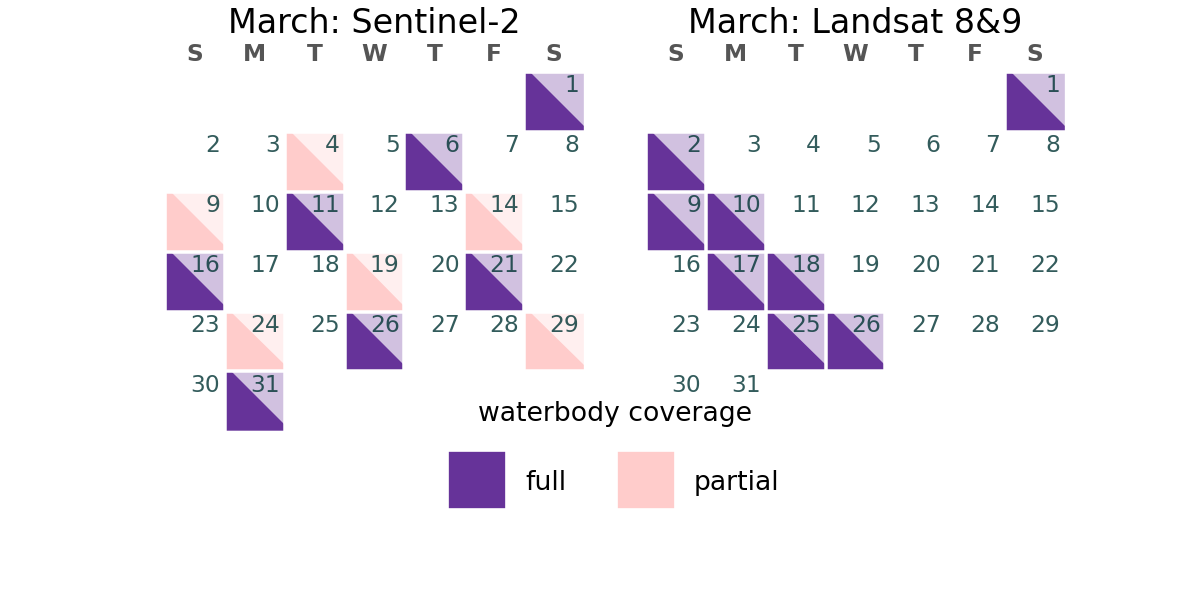 March: Sentinel-2
S M T W T F S
1
2 3 4 5 6 7 8
9 10 11 12 13 14 15
16 17 18 19 20 21 22
23 24 25 26 27 28 29
30 31
March: Landsat 8&9
S M T W T F S
1
2 3 4 5 6 7 8
9 10 11 12 13 14 15
16 17 18 19 20 21 22
23 24 25 26 27 28 29
30 31
waterbody coverage
full partial